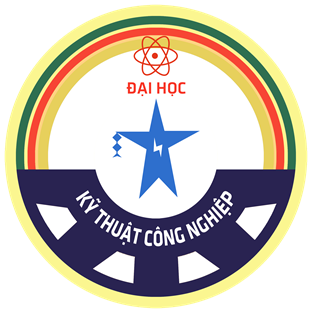 ĐẠI HỌC
KỸ THUẬT CÔNG NGHIỆP